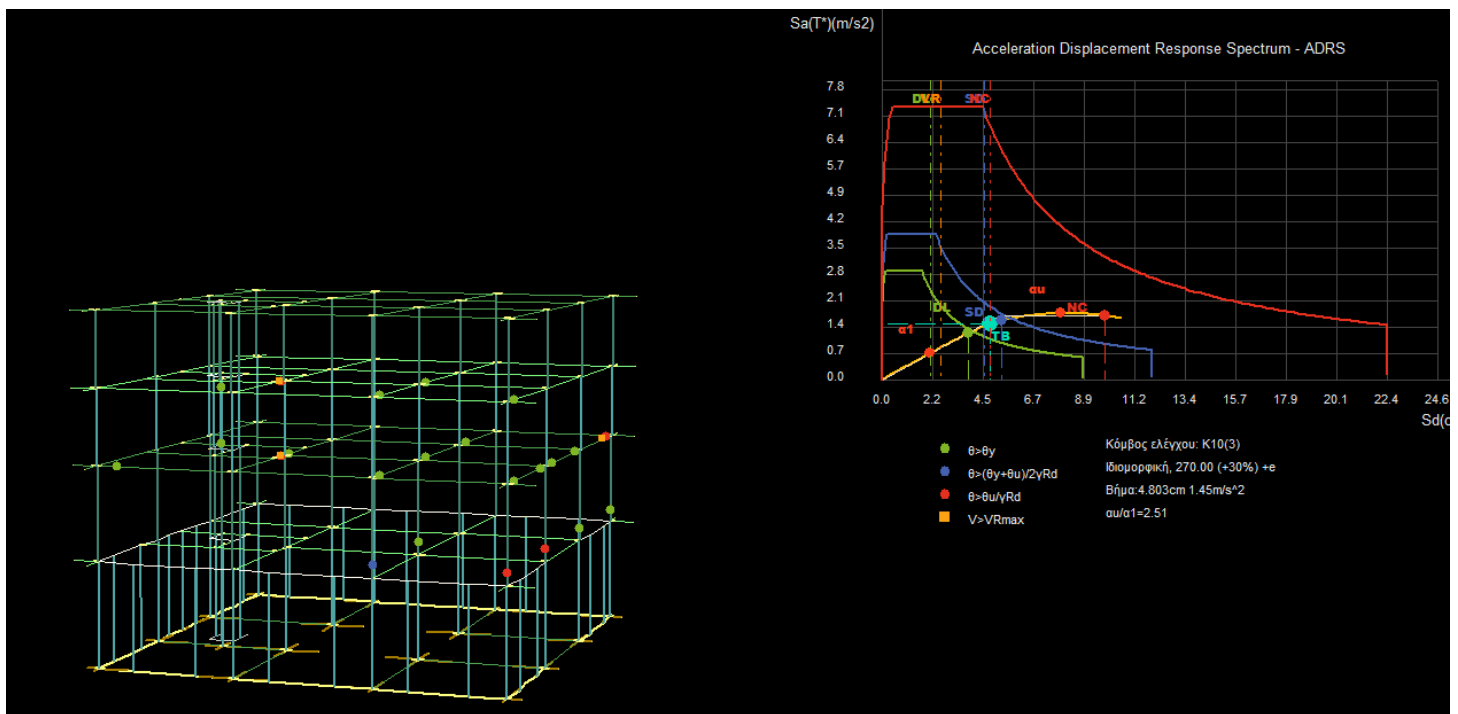 Sa(T*)(m/s2)
Acceleration Displacement Response Spectrum - ADRS
7.8
7.1
6.4
5.7
4.9
4.2
3.5
2.8
2.1
1.4
0.7
0.0
DL VR SD NC
αu
NC
DL
SD
α1
TB
0.0 2.2 4.5 6.7 8.9 11.2 13.4 15.7 17.9 20.1 22.4 24.6
Sd(c
θ>θy
θ>(θy+θu)/2γRd
θ>θu/γRd
V>VRmax
Κόμβος ελέγχου: Κ10(3)
Ιδιομορφική, 270.00 (+30%) +e
Βήμα:4.803cm 1.45m/s^2
αu/α1=2.51